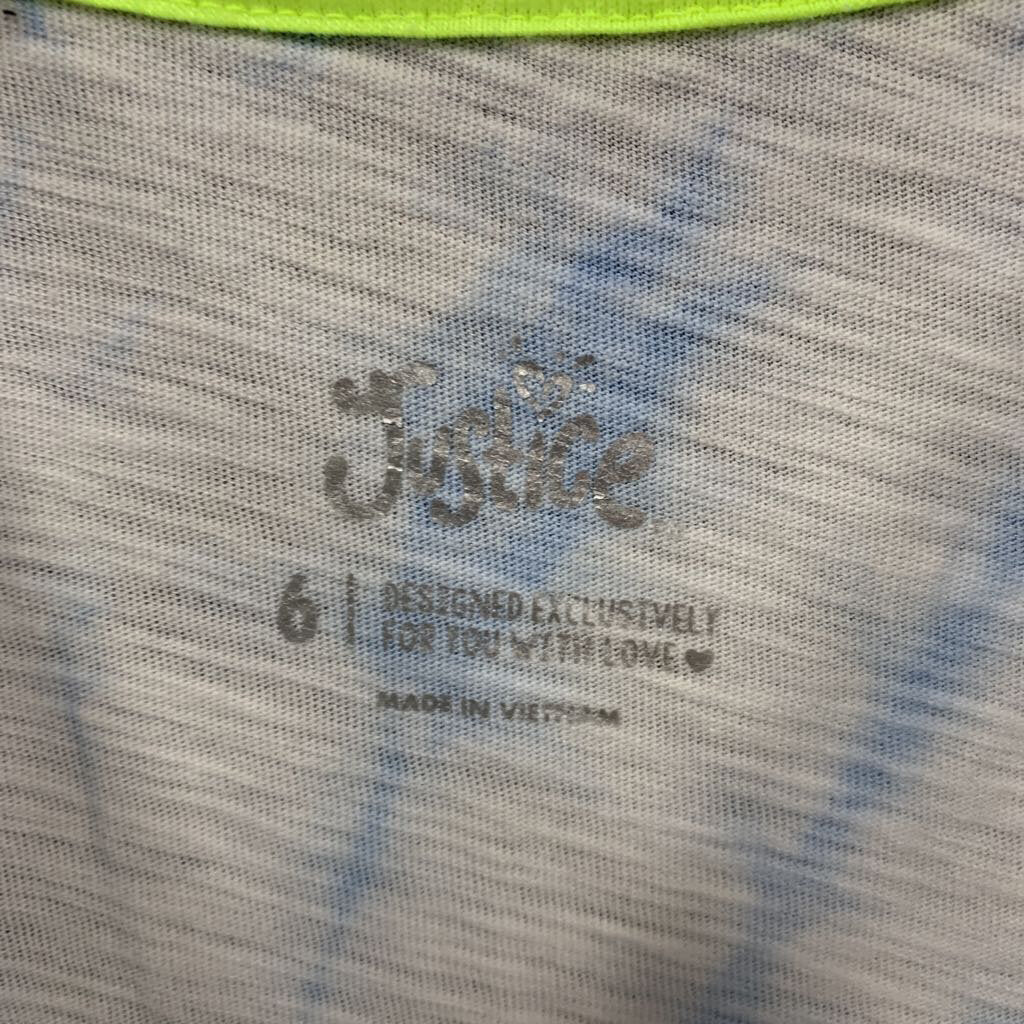 Justice
6 | DESIGNED EXCLUSIVELY
FOR YOU WITH LOVE
MADE IN VIETNAM